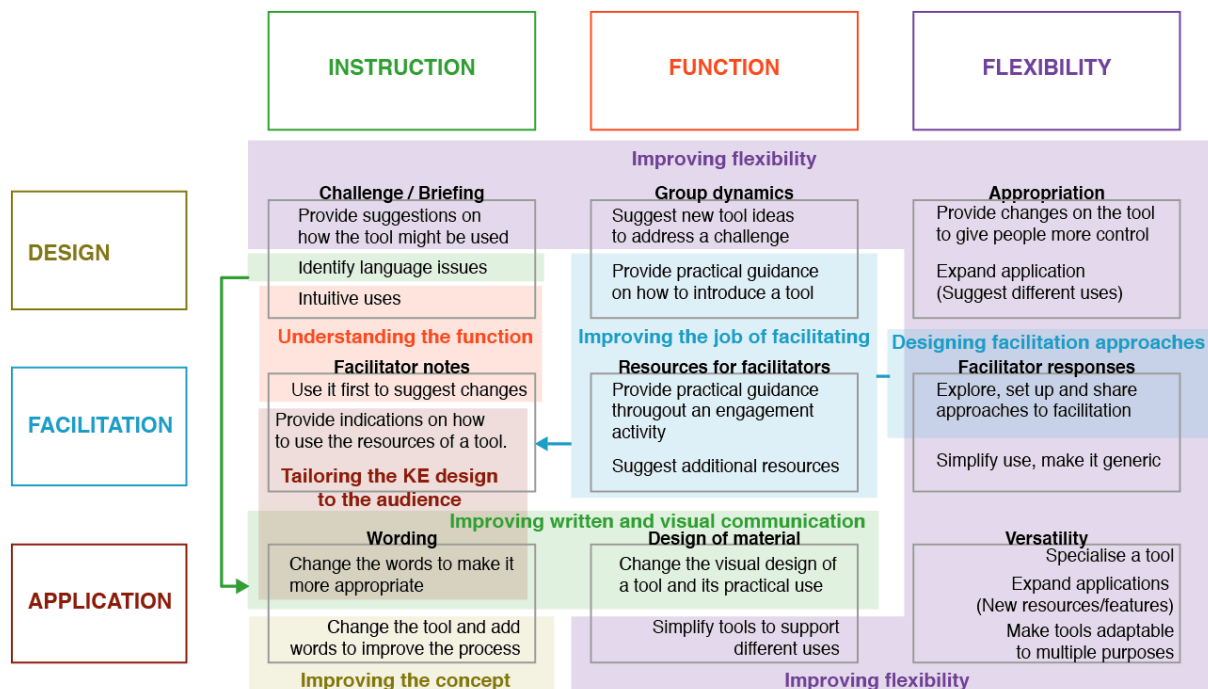 INSTRUCTION
FUNCTION
FLEXIBILITY
Improving flexibility
DESIGN
Challenge / Briefing
Provide suggestions on
how the tool might be used
Identify language issues
Intuitive uses
Group dynamics
Suggest new tool ideas
to address a challenge
Provide practical guidance
on how to introduce a tool
Appropriation
Provide changes on the tool
to give people more control
Expand application
(Suggest different uses)
Understanding the function
Improving the job of facilitating
Designing facilitation approaches
FACILITATION
Facilitator notes
Use it first to suggest changes
Provide indications on how
to use the resources of a tool.
Tailoring the KE design
to the audience
Resources for facilitators
Provide practical guidance
througout an engagement
activity
Suggest additional resources
Facilitator responses
Explore, set up and share
approaches to facilitation
Simplify use, make it generic
Improving written and visual communication
APPLICATION
Wording
Change the words to make it
more appropriate
Change the tool and add
words to improve the process
Design of material
Change the visual design of
a tool and its practical use
Simplify tools to support
different uses
Versatility
Specialise a tool
Expand applications
(New resources/features)
Make tools adaptable
to multiple purposes
Improving the concept
Improving flexibility